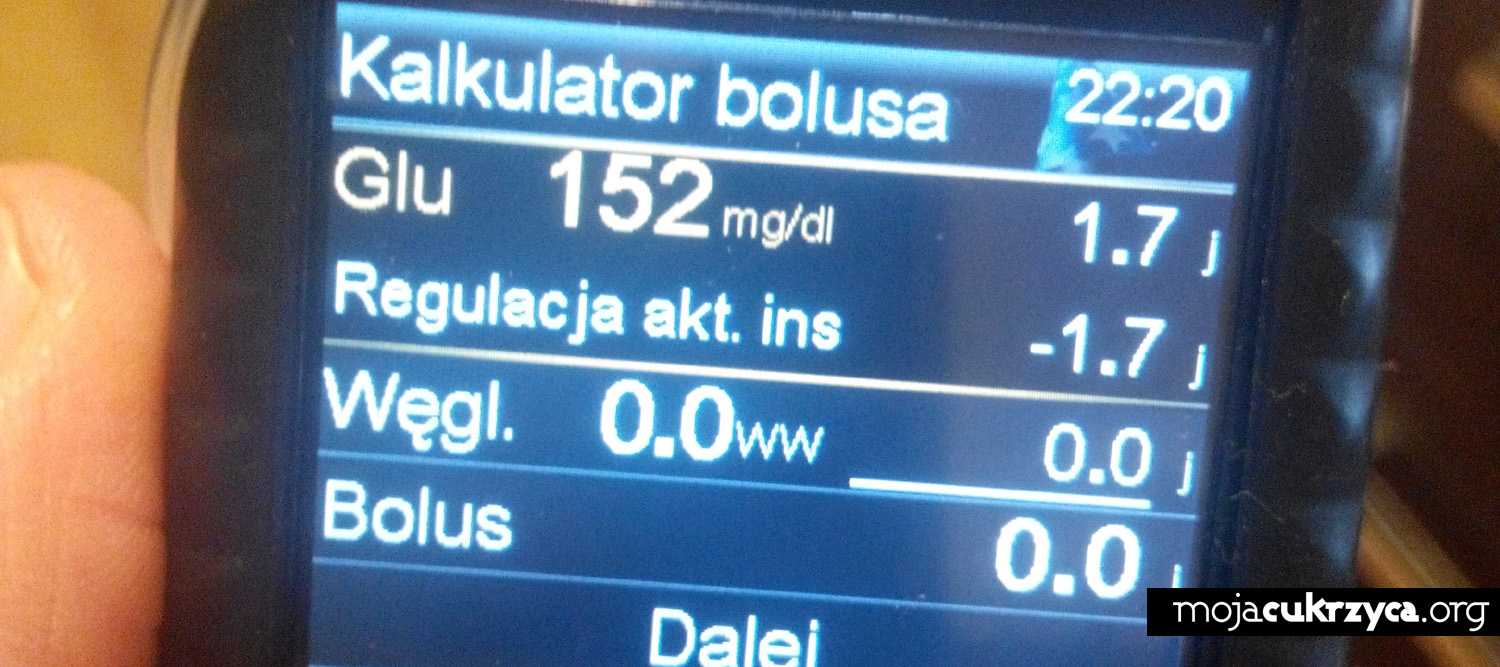 Kalkulator bolusa 22:20
Glu 152 mg/dl 1.7 j
Regulacja akt. ins -1.7 j
Węgl. 0.0 ww 0.0 j
Bolus 0.0 j
Dalej
mojacukrzyca.org